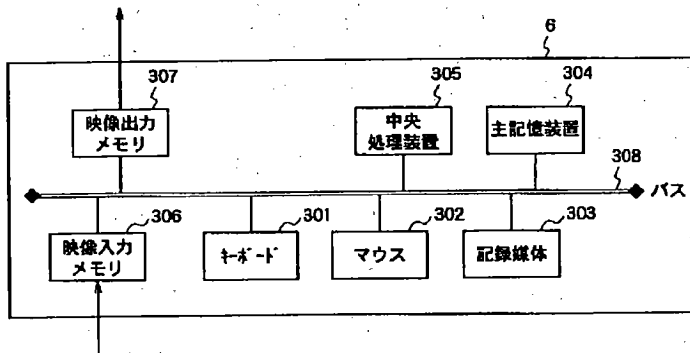 6
307
305
304
映像出力
メモリ
中央
処理装置
主記憶装置
308
バス
306
301
302
303
映像入力
メモリ
キーボード
マウス
記録媒体